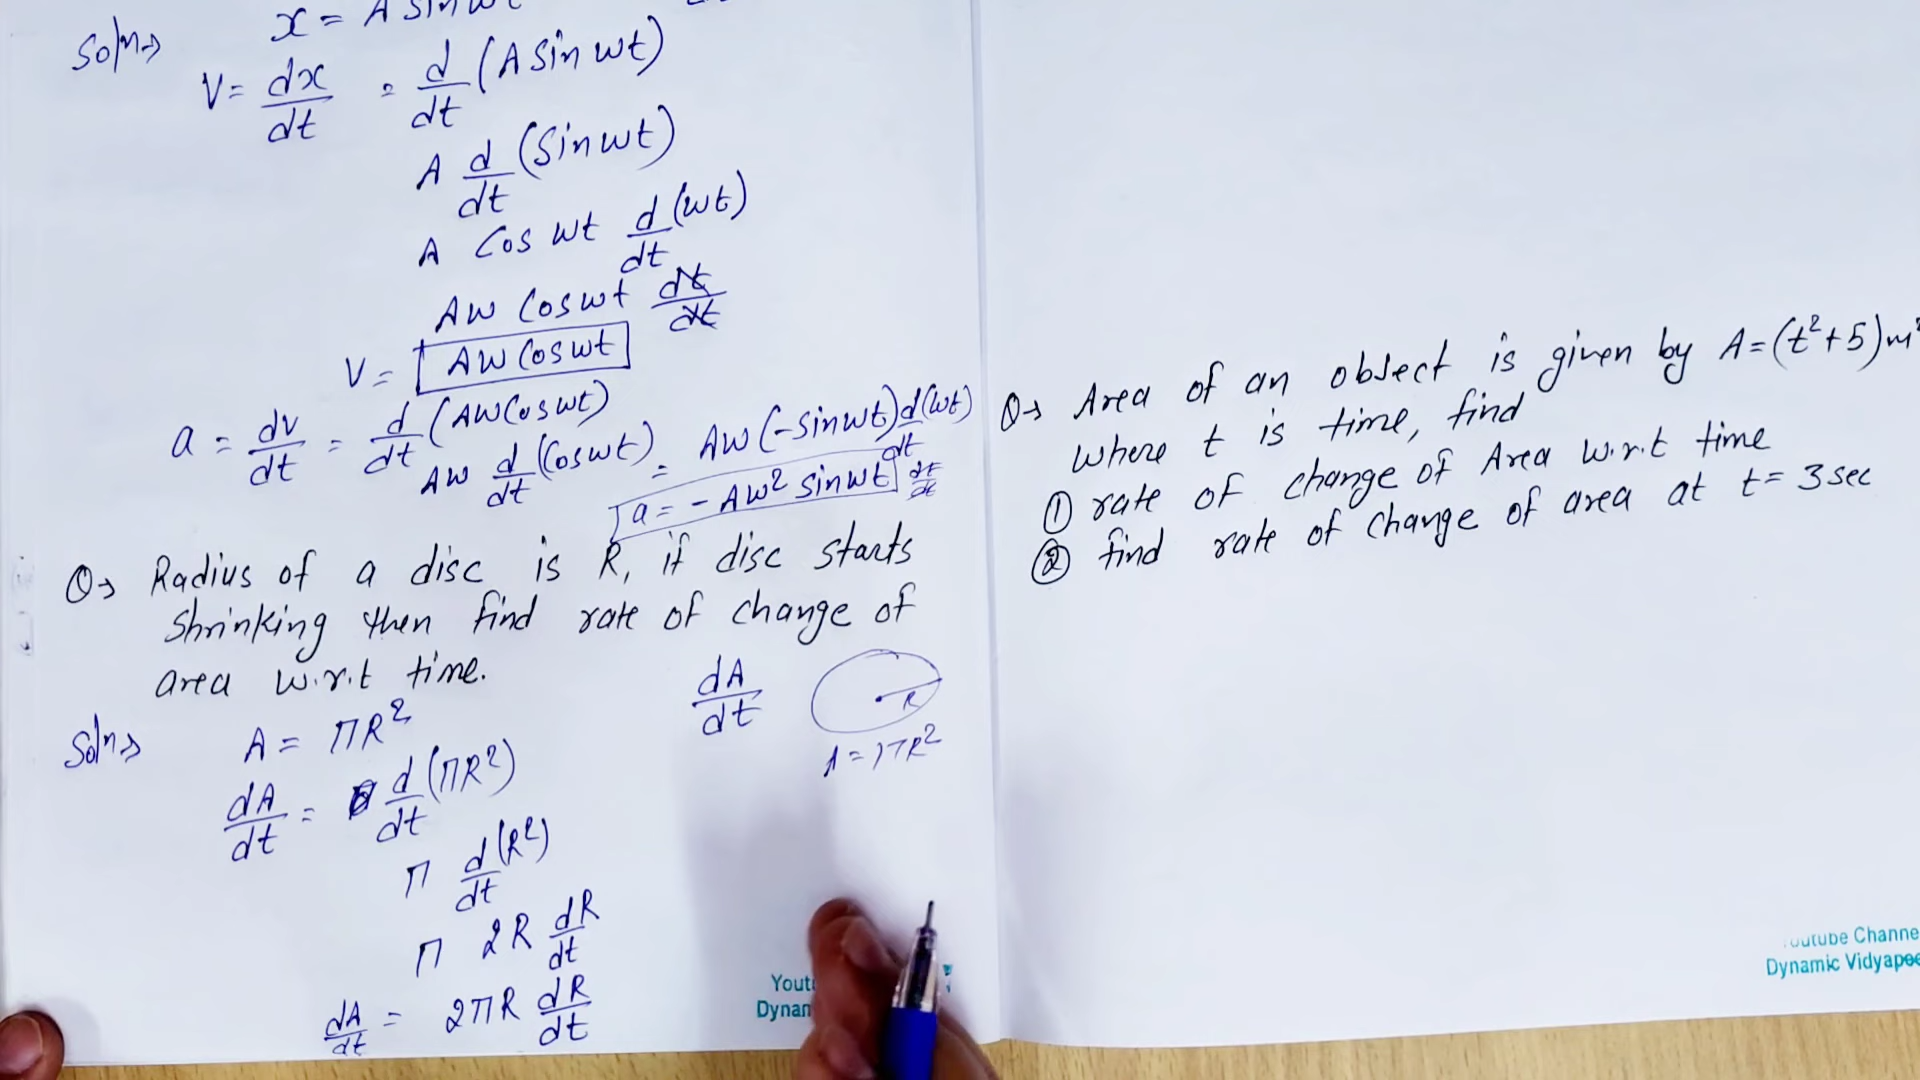 Soln→ x = A sin wt
V = dx/dt = d/dt (A sin wt)
A d/dt (Sin wt)
A Cos wt d/dt (wt)
Aw Cos wt dt/dt
V = Aw Cos wt
a = dv/dt = d/dt (Aw Cos wt)
Aw d/dt (Cos wt) = Aw (-sin wt) d(wt)/dt
a = - Aw² sin wt dt/dt
Q→ Radius of a disc is R, if disc starts
shrinking then find rate of change of
area w.r.t time.
dA/dt
R
A = πR²
Soln→ A = πR²
dA/dt = d/dt (πR²)
π d/dt (R²)
π 2R dR/dt
dA/dt = 2πR dR/dt
Q→ Area of an object is given by A = (t² + 5) m²
where t is time, find
① rate of change of Area w.r.t time
② find rate of change of area at t = 3 sec
Youtube Channe
Dynamic Vidyapee
Yout
Dynam